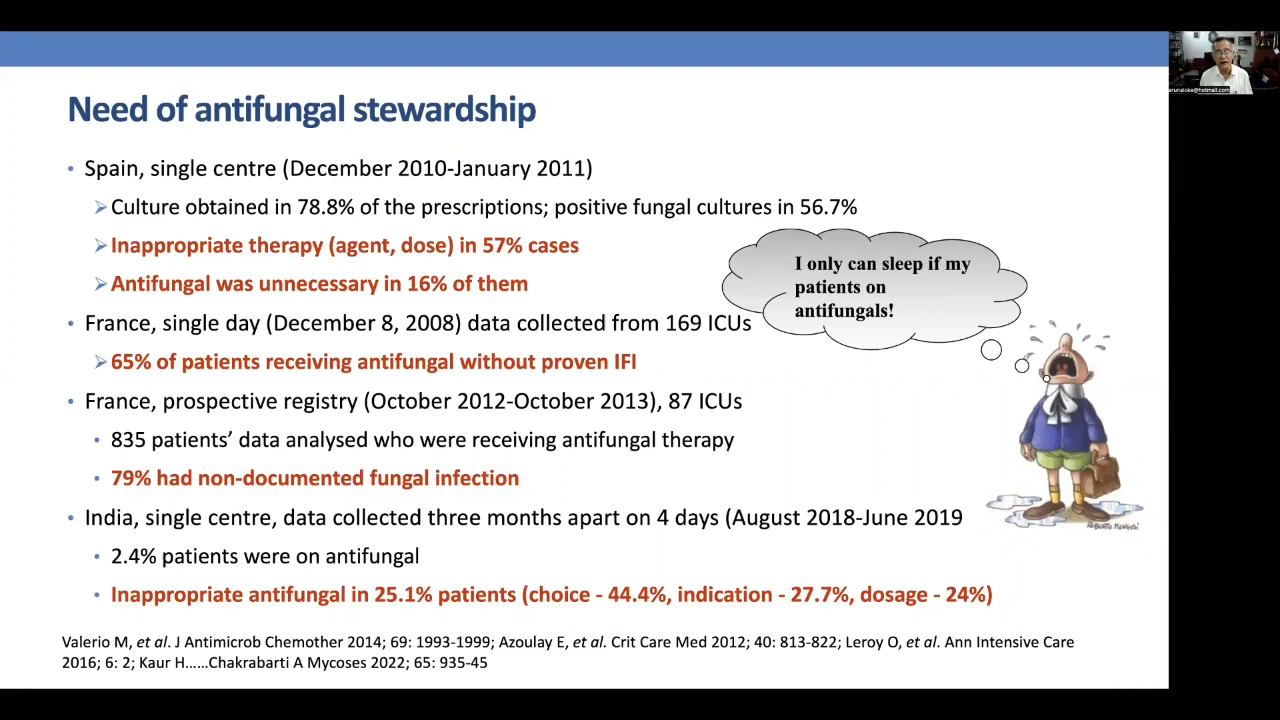 Need of antifungal stewardship
• Spain, single centre (December 2010-January 2011)
➢ Culture obtained in 78.8% of the prescriptions; positive fungal cultures in 56.7%
➢ Inappropriate therapy (agent, dose) in 57% cases
➢ Antifungal was unnecessary in 16% of them
• France, single day (December 8, 2008) data collected from 169 ICUs
➢ 65% of patients receiving antifungal without proven IFI
• France, prospective registry (October 2012-October 2013), 87 ICUs
• 835 patients’ data analysed who were receiving antifungal therapy
• 79% had non-documented fungal infection
• India, single centre, data collected three months apart on 4 days (August 2018-June 2019
• 2.4% patients were on antifungal
• Inappropriate antifungal in 25.1% patients (choice - 44.4%, indication - 27.7%, dosage - 24%)
I only can sleep if my
patients on
antifungals!
ROBERTO MANGOSI
Valerio M, et al. J Antimicrob Chemother 2014; 69: 1993-1999; Azoulay E, et al. Crit Care Med 2012; 40: 813-822; Leroy O, et al. Ann Intensive Care
2016; 6: 2; Kaur H......Chakrabarti A Mycoses 2022; 65: 935-45
arunaloke@hotmail.com